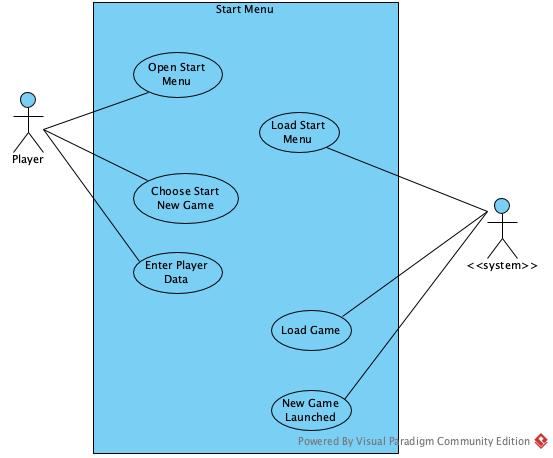 Start Menu
Open Start
Menu
Load Start
Menu
Player
Choose Start
New Game
Enter Player
Data
<<system>>
Load Game
New Game
Launched
Powered By Visual Paradigm Community Edition